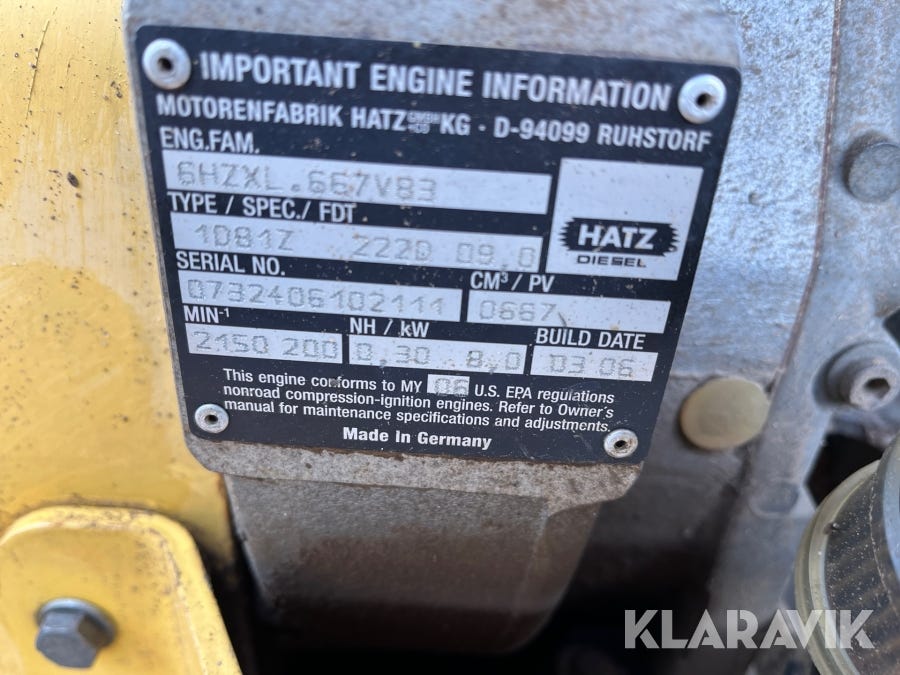 IMPORTANT ENGINE INFORMATION
MOTORENFABRIK HATZ GMBH +CO KG · D-94099 RUHSTORF
ENG.FAM.
6HZXL.667V83
TYPE / SPEC./ FDT
1D81Z 222D 09,0
HATZ
DIESEL
SERIAL NO.
CM³ / PV
0732406102111
0667
MIN-¹
NH / kW
BUILD DATE
2150 200
0,30 8,0
03 06
This engine conforms to MY 06 U.S. EPA regulations
nonroad compression-ignition engines. Refer to Owner's
manual for maintenance specifications and adjustments.
Made in Germany
KLARAVIK